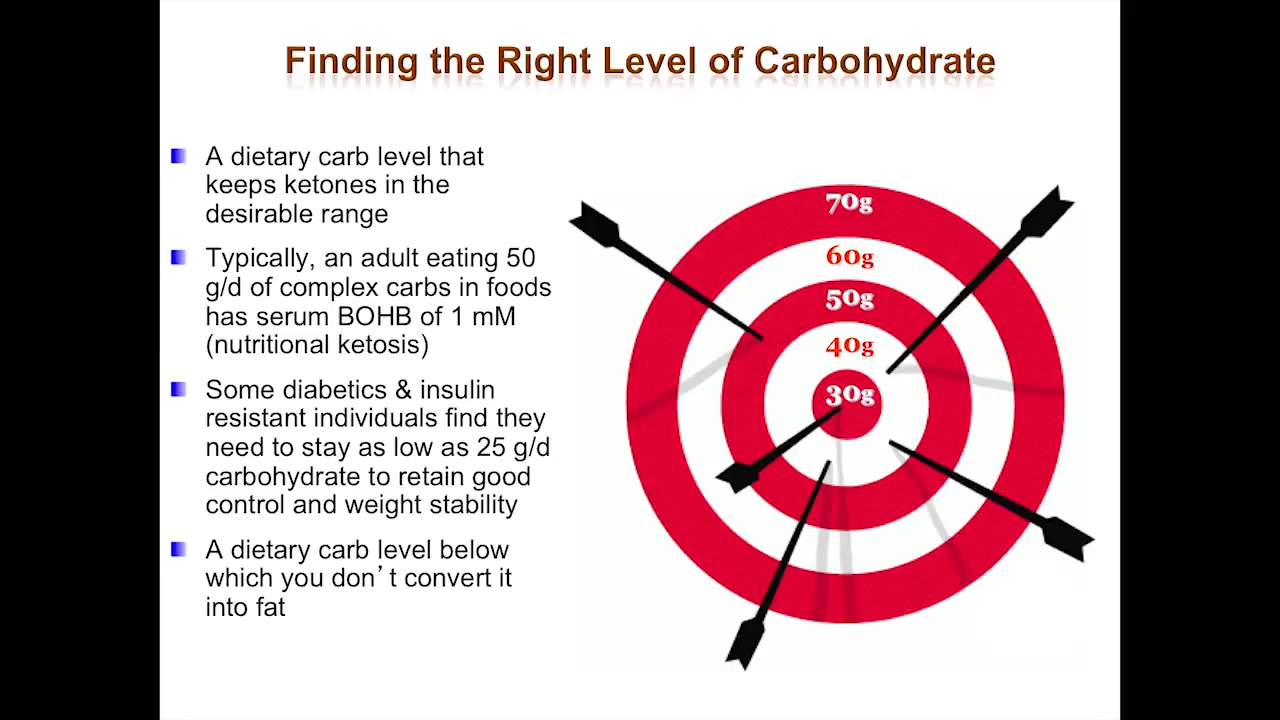 Finding the Right Level of Carbohydrate
A dietary carb level that
keeps ketones in the
desirable range
Typically, an adult eating 50
g/d of complex carbs in foods
has serum BOHB of 1 mM
(nutritional ketosis)
Some diabetics & insulin
resistant individuals find they
need to stay as low as 25 g/d
carbohydrate to retain good
control and weight stability
A dietary carb level below
which you don’t convert it
into fat
70g
60g
50g
40g
30g